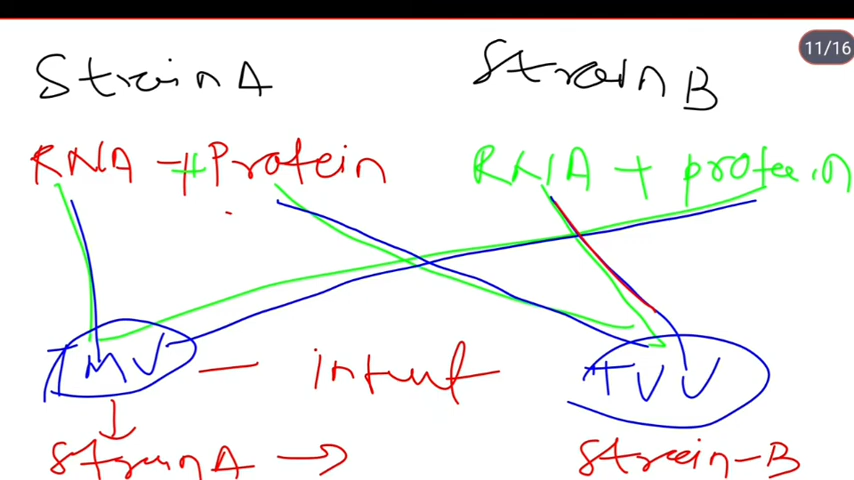 11/16
Strain A Strain B
RNA + Protein RNA + protein
TMV — TVV
Strain A → Strain-B